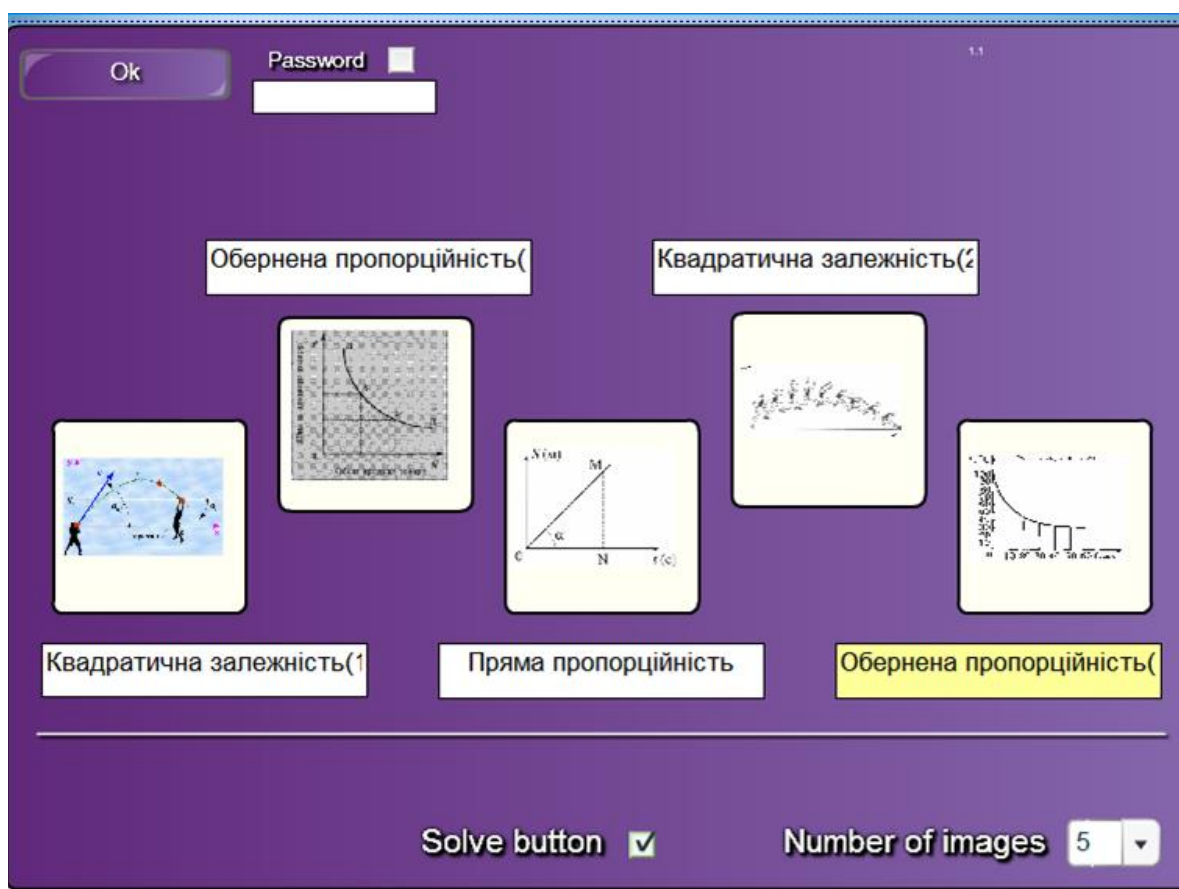 Ok
Password
1.1
Обернена пропорційність(
Квадратична залежність(2
S(м)
M
α
N
t(c)
Квадратична залежність(1
Пряма пропорційність
Обернена пропорційність(
Solve button
Number of images
5